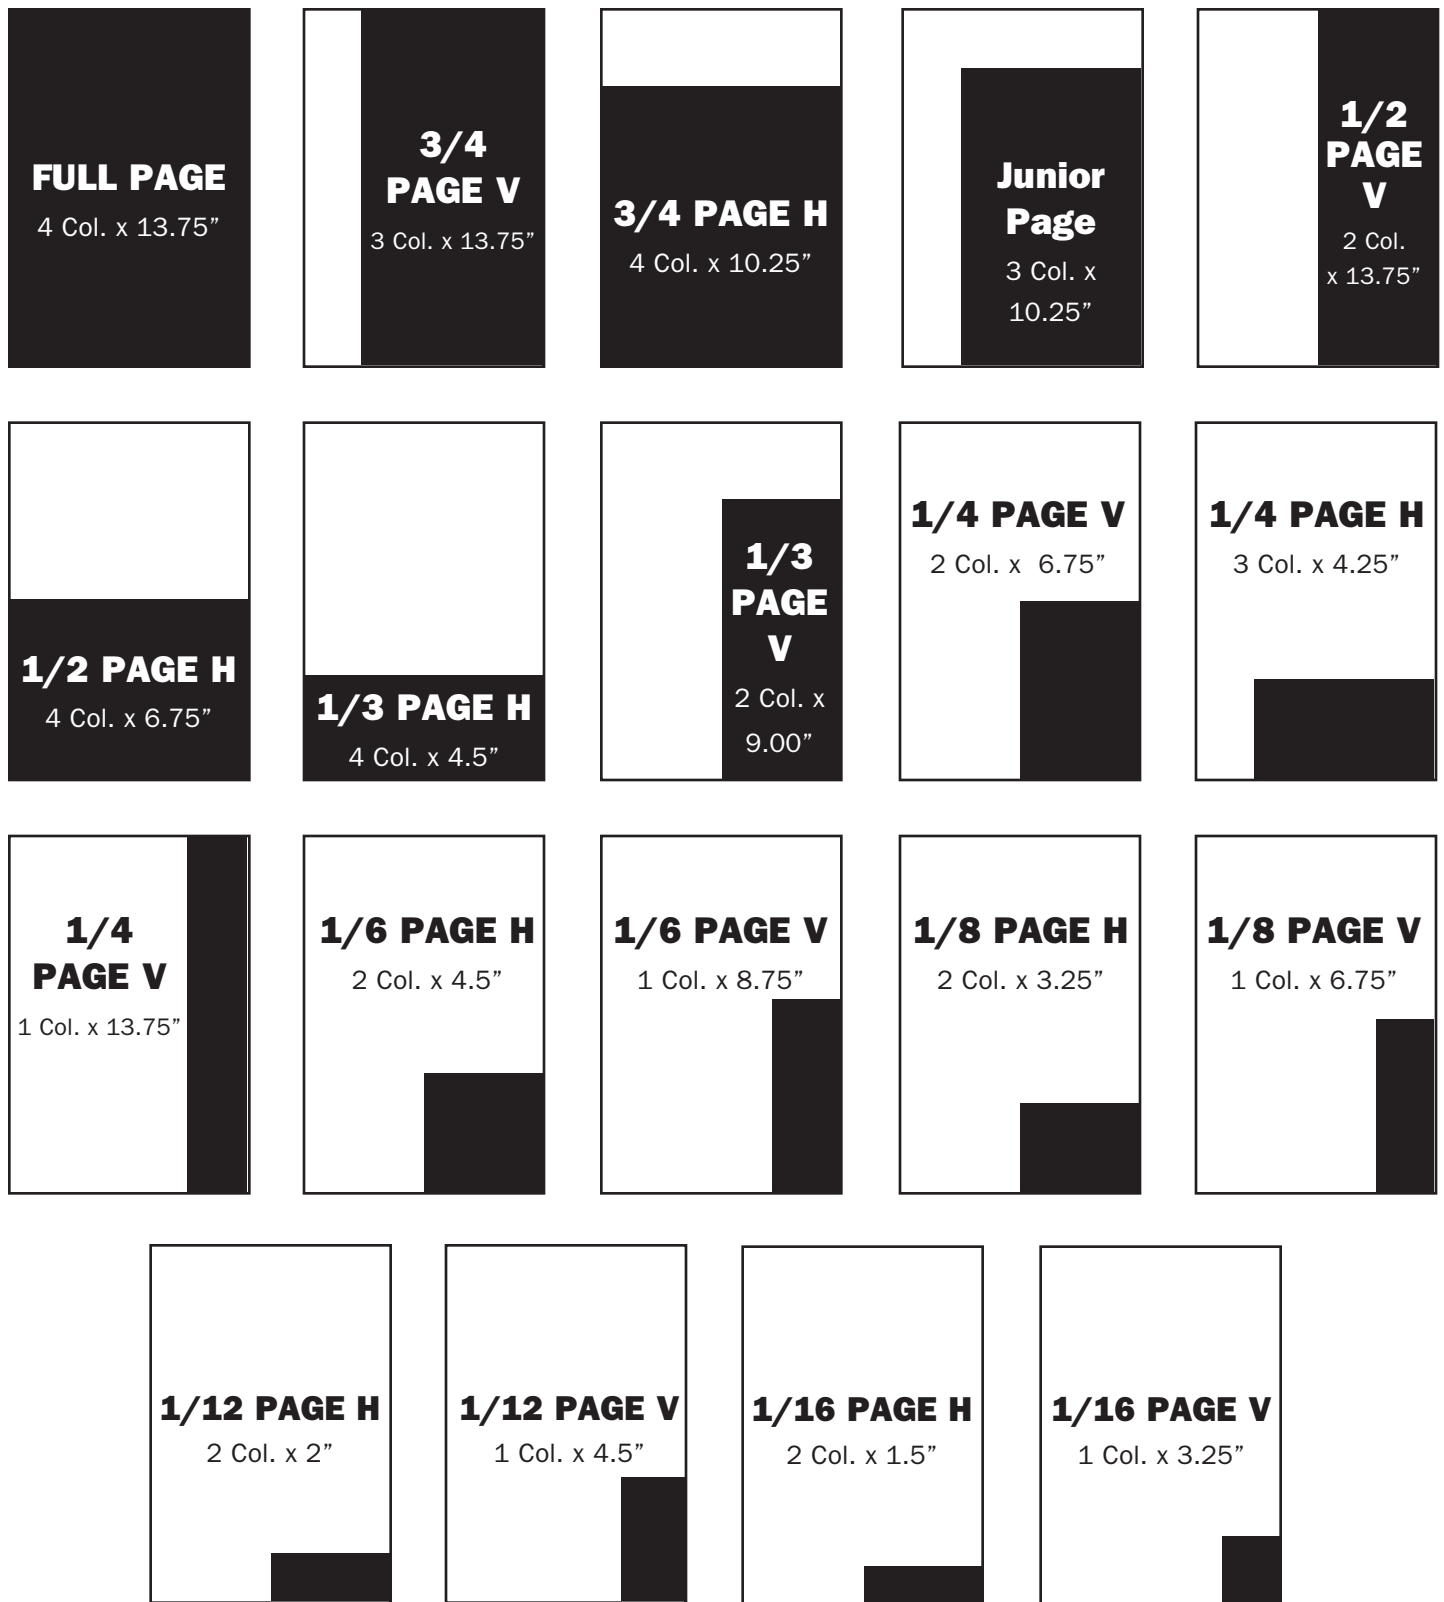 FULL PAGE
4 Col. x 13.75”
3/4
PAGE V
3 Col. x 13.75”
3/4 PAGE H
4 Col. x 10.25”
Junior
Page
3 Col. x
10.25”
1/2
PAGE
V
2 Col.
x 13.75”
1/2 PAGE H
4 Col. x 6.75”
1/3 PAGE H
4 Col. x 4.5”
1/3
PAGE
V
2 Col. x
9.00”
1/4 PAGE V
2 Col. x  6.75”
1/4 PAGE H
3 Col. x 4.25”
1/4
PAGE V
1 Col. x 13.75”
1/6 PAGE H
2 Col. x 4.5”
1/6 PAGE V
1 Col. x 8.75”
1/8 PAGE H
2 Col. x 3.25”
1/8 PAGE V
1 Col. x 6.75”
1/12 PAGE H
2 Col. x 2”
1/12 PAGE V
1 Col. x 4.5”
1/16 PAGE H
2 Col. x 1.5”
1/16 PAGE V
1 Col. x 3.25”